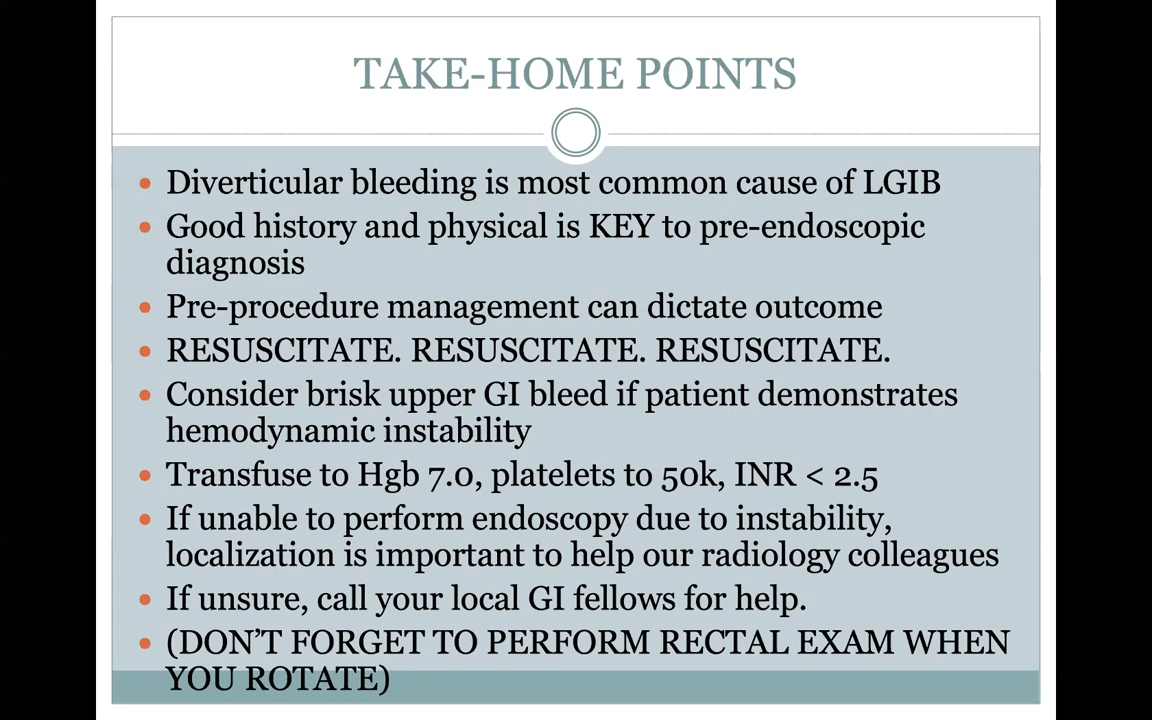 TAKE-HOME POINTS
• Diverticular bleeding is most common cause of LGIB
• Good history and physical is KEY to pre-endoscopic
diagnosis
• Pre-procedure management can dictate outcome
• RESUSCITATE. RESUSCITATE. RESUSCITATE.
• Consider brisk upper GI bleed if patient demonstrates
hemodynamic instability
• Transfuse to Hgb 7.0, platelets to 50k, INR < 2.5
• If unable to perform endoscopy due to instability,
localization is important to help our radiology colleagues
• If unsure, call your local GI fellows for help.
• (DON’T FORGET TO PERFORM RECTAL EXAM WHEN
YOU ROTATE)